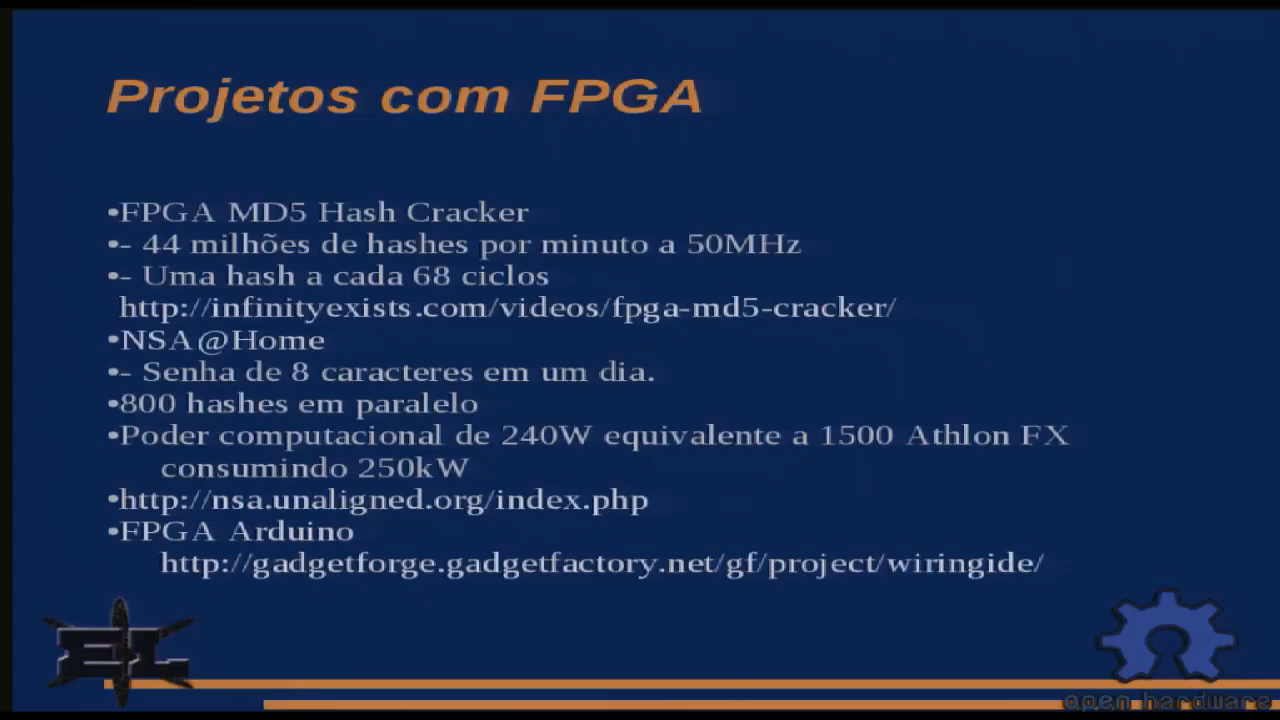 Projetos com FPGA
•FPGA MD5 Hash Cracker
•- 44 milhões de hashes por minuto a 50MHz
•- Uma hash a cada 68 ciclos
http://infinityexists.com/videos/fpga-md5-cracker/
•NSA@Home
•- Senha de 8 caracteres em um dia.
•800 hashes em paralelo
•Poder computacional de 240W equivalente a 1500 Athlon FX
consumindo 250kW
•http://nsa.unaligned.org/index.php
•FPGA Arduino
http://gadgetforge.gadgetfactory.net/gf/project/wiringide/
EL
open hardware